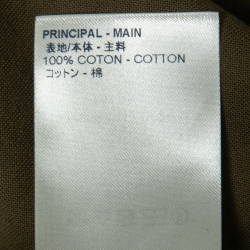 PRINCIPAL - MAIN
表地/本体 - 主料
100% COTON - COTTON
コットン - 棉